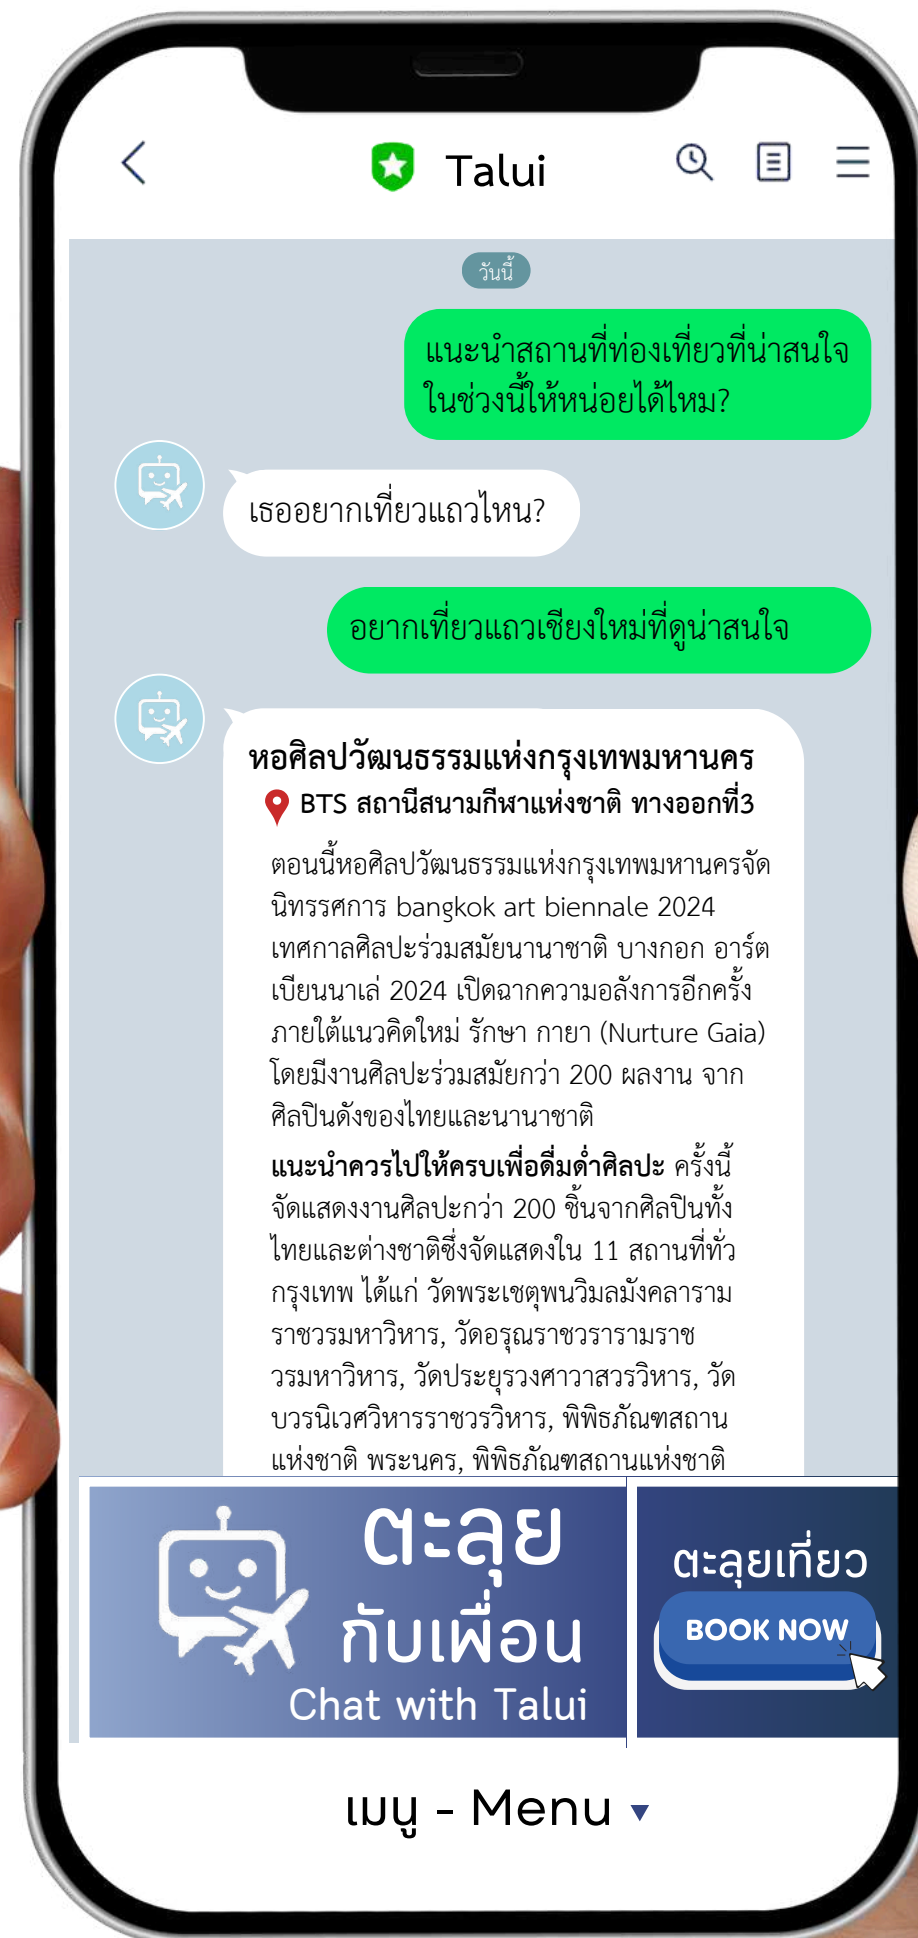 Talui
วันนี้
แนะนำสถานที่ท่องเที่ยวที่น่าสนใจ
ในช่วงนี้ให้หน่อยได้ไหม?
เธออยากเที่ยวแถวไหน?
อยากเที่ยวแถวเชียงใหม่ที่ดูน่าสนใจ
หอศิลปวัฒนธรรมแห่งกรุงเทพมหานคร
BTS สถานีสนามกีฬาแห่งชาติ ทางออกที่3
ตอนนี้หอศิลปวัฒนธรรมแห่งกรุงเทพมหานครจัด
นิทรรศการ bangkok art biennale 2024
เทศกาลศิลปะร่วมสมัยนานาชาติ บางกอก อาร์ต
เบียนนาเล่ 2024 เปิดฉากความอลังการอีกครั้ง
ภายใต้แนวคิดใหม่ รักษา กายา (Nurture Gaia)
โดยมีงานศิลปะร่วมสมัยกว่า 200 ผลงาน จาก
ศิลปินดังของไทยและนานาชาติ
แนะนำควรไปให้ครบเพื่อดื่มด่ำศิลปะ ครั้งนี้
จัดแสดงงานศิลปะกว่า 200 ชิ้นจากศิลปินทั้ง
ไทยและต่างชาติซึ่งจัดแสดงใน 11 สถานที่ทั่ว
กรุงเทพ ได้แก่ วัดพระเชตุพนวิมลมังคลาราม
ราชวรมหาวิหาร, วัดอรุณราชวรารามราช
วรมหาวิหาร, วัดประยุรวงศาวาสวรวิหาร, วัด
บวรนิเวศวิหารราชวรวิหาร, พิพิธภัณฑสถาน
แห่งชาติ พระนคร, พิพิธภัณฑสถานแห่งชาติ
ตะลุย
กับเพื่อน
Chat with Talui
ตะลุยเที่ยว
BOOK NOW
เมนู - Menu